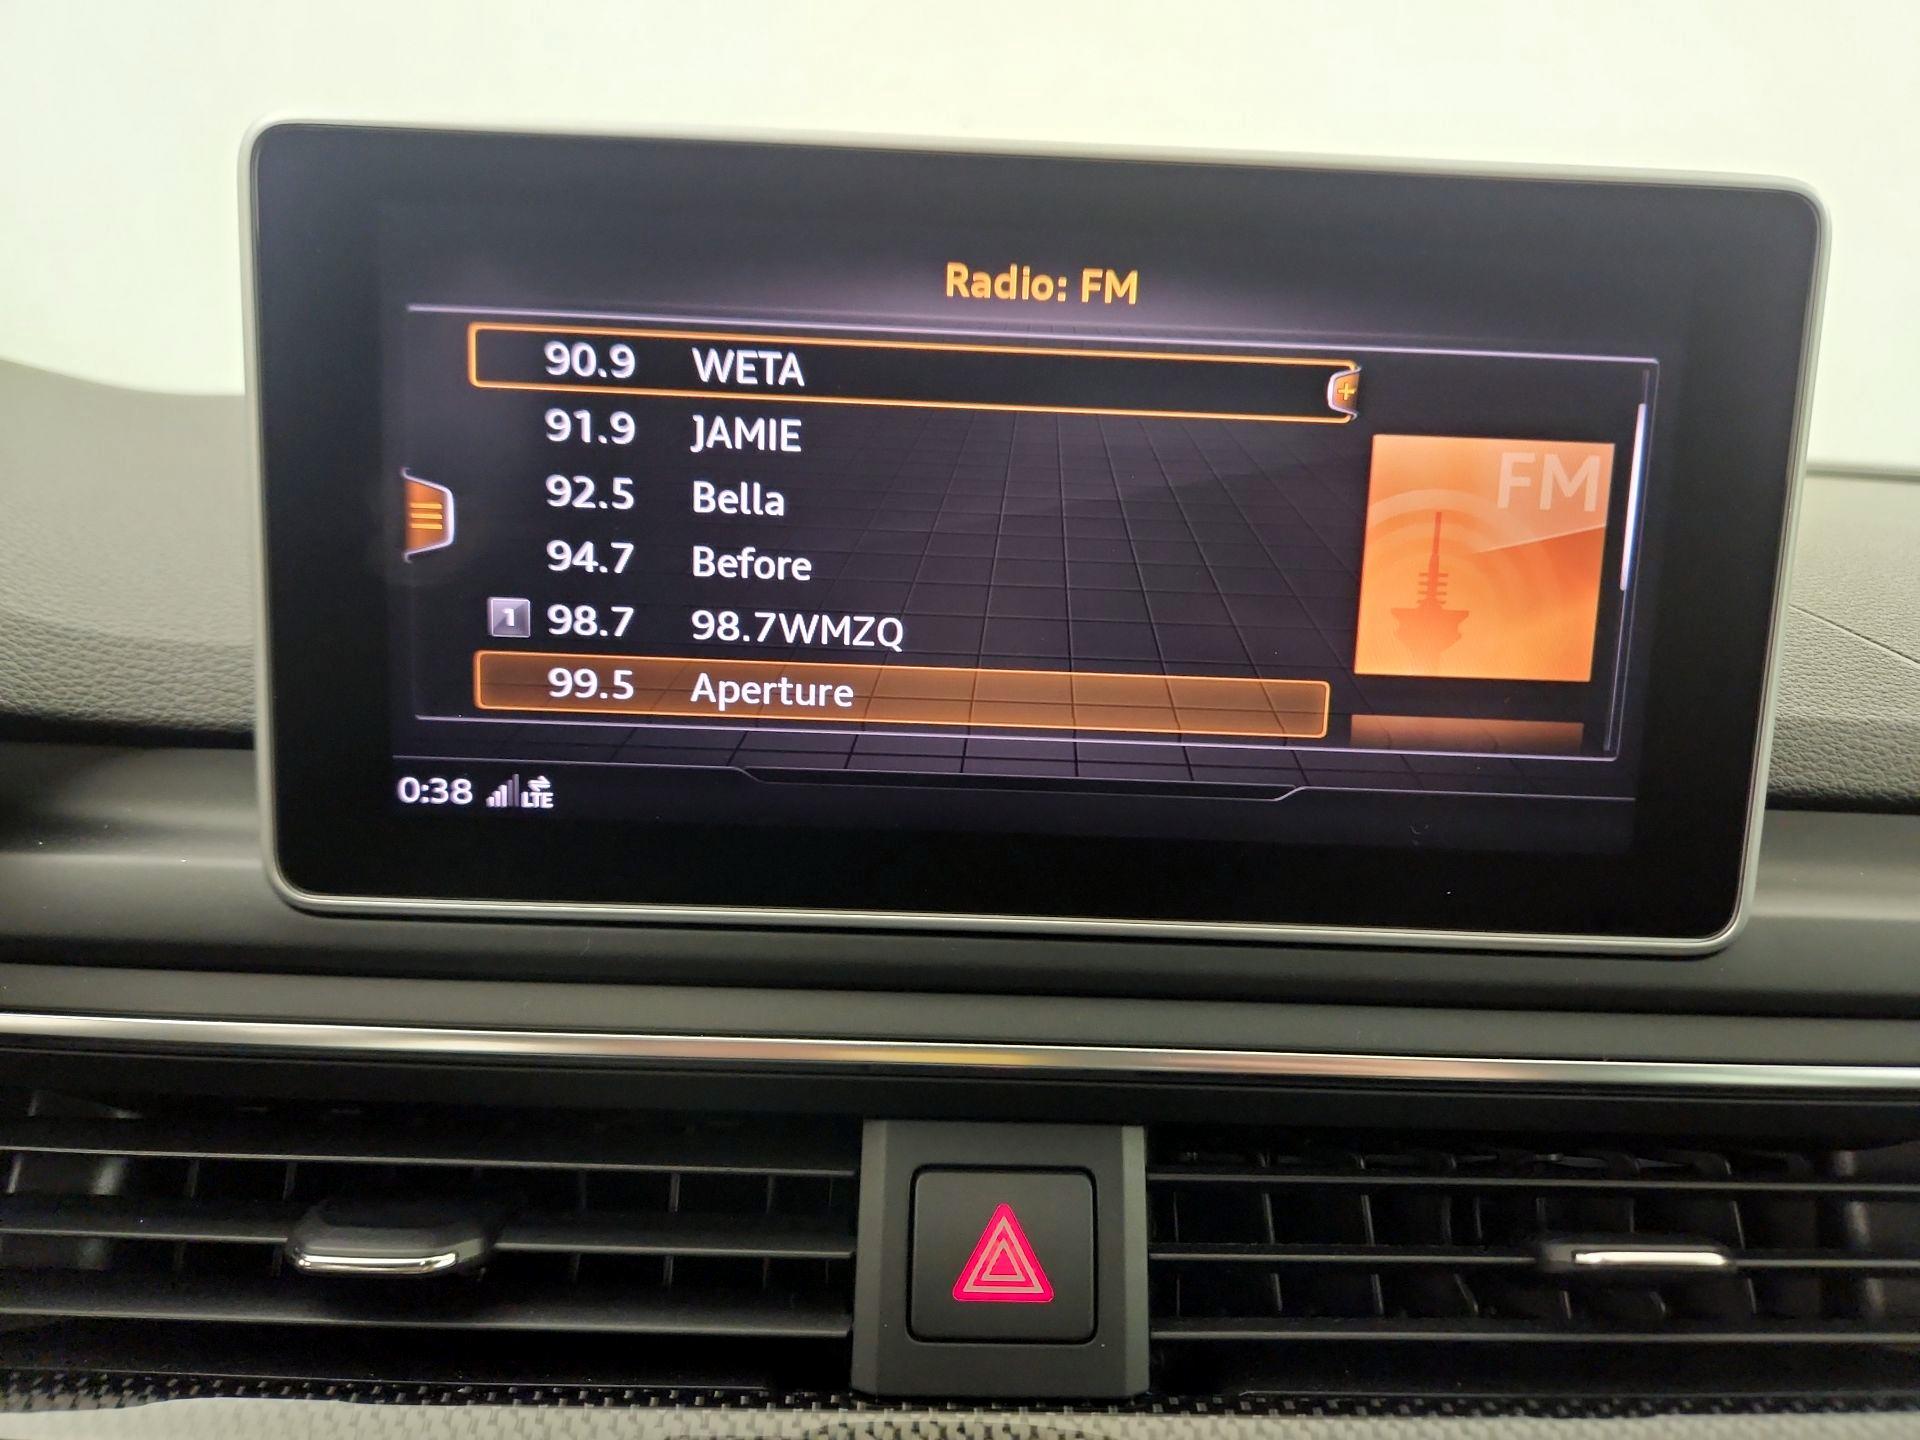 Radio: FM
90.9 WETA
91.9 JAMIE
92.5 Bella
94.7 Before
1 98.7 98.7WMZQ
99.5 Aperture
FM
0:38 LTE